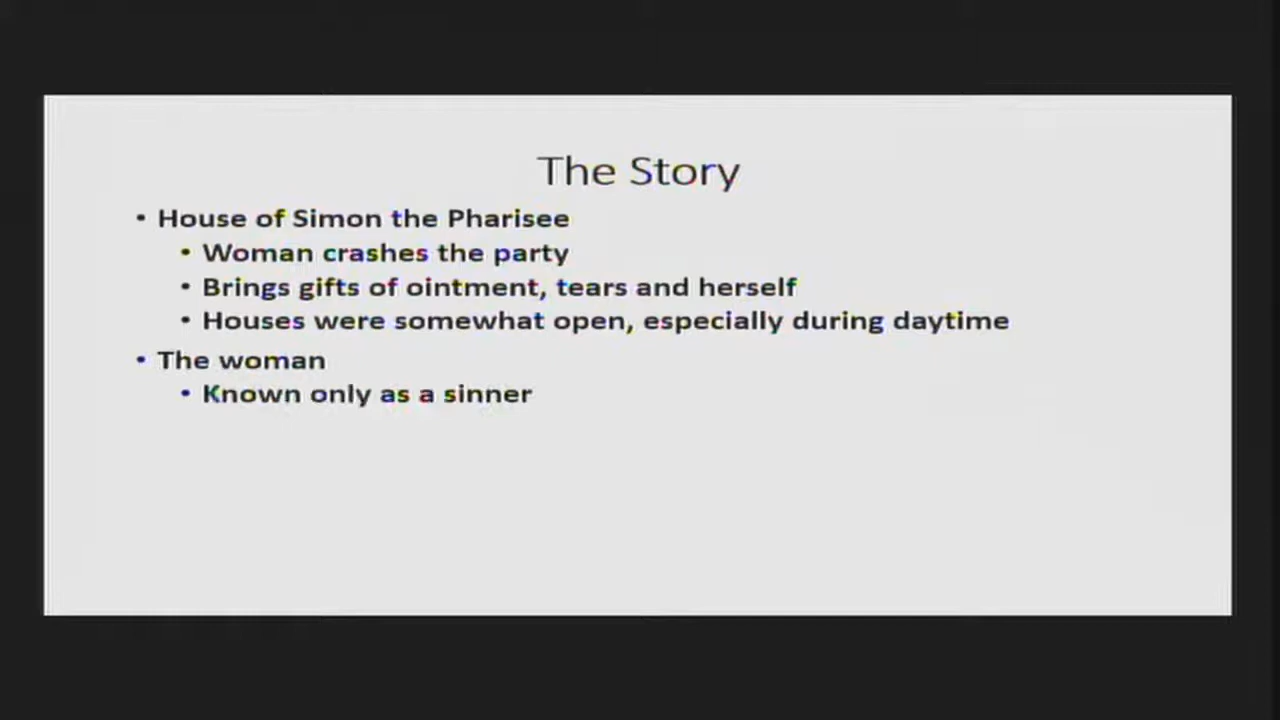 The Story
• House of Simon the Pharisee
• Woman crashes the party
• Brings gifts of ointment, tears and herself
• Houses were somewhat open, especially during daytime
• The woman
• Known only as a sinner